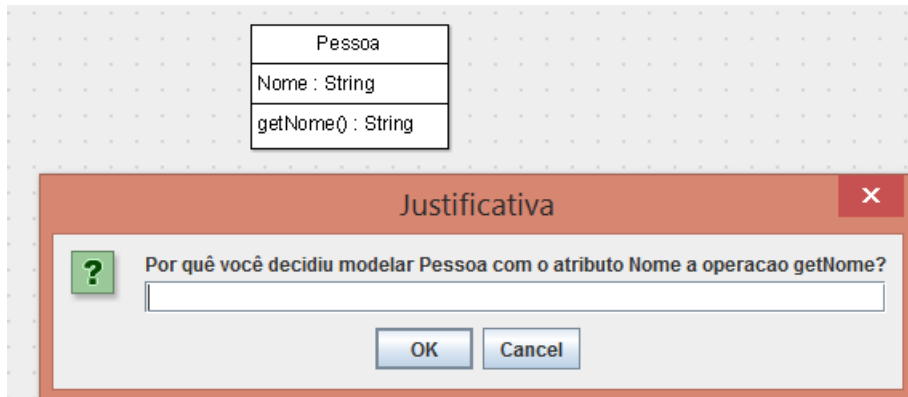 Pessoa
Nome : String
getNome() : String
Justificativa
x
?
Por quê você decidiu modelar Pessoa com o atributo Nome a operacao getNome?
OK
Cancel